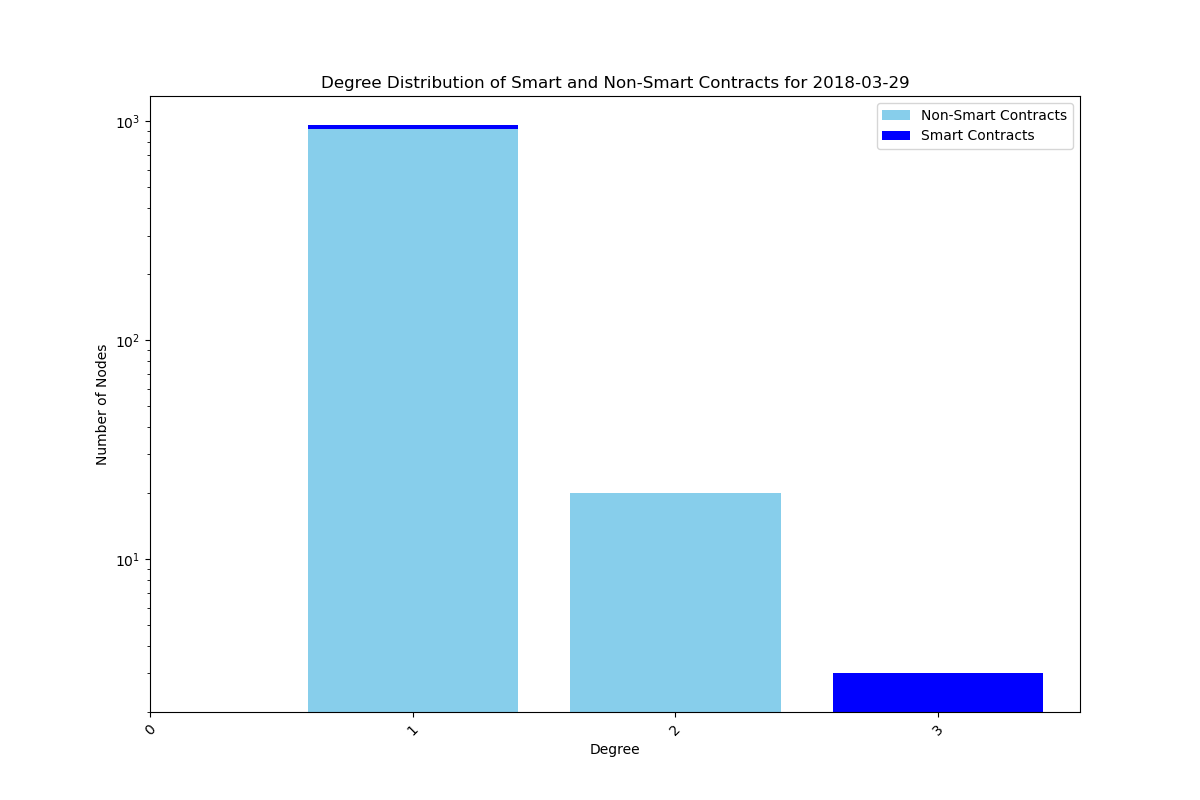 Degree Distribution of Smart and Non-Smart Contracts for 2018-03-29
Non-Smart Contracts
Smart Contracts
10³
10²
10¹
Number of Nodes
0 1 2 3
Degree